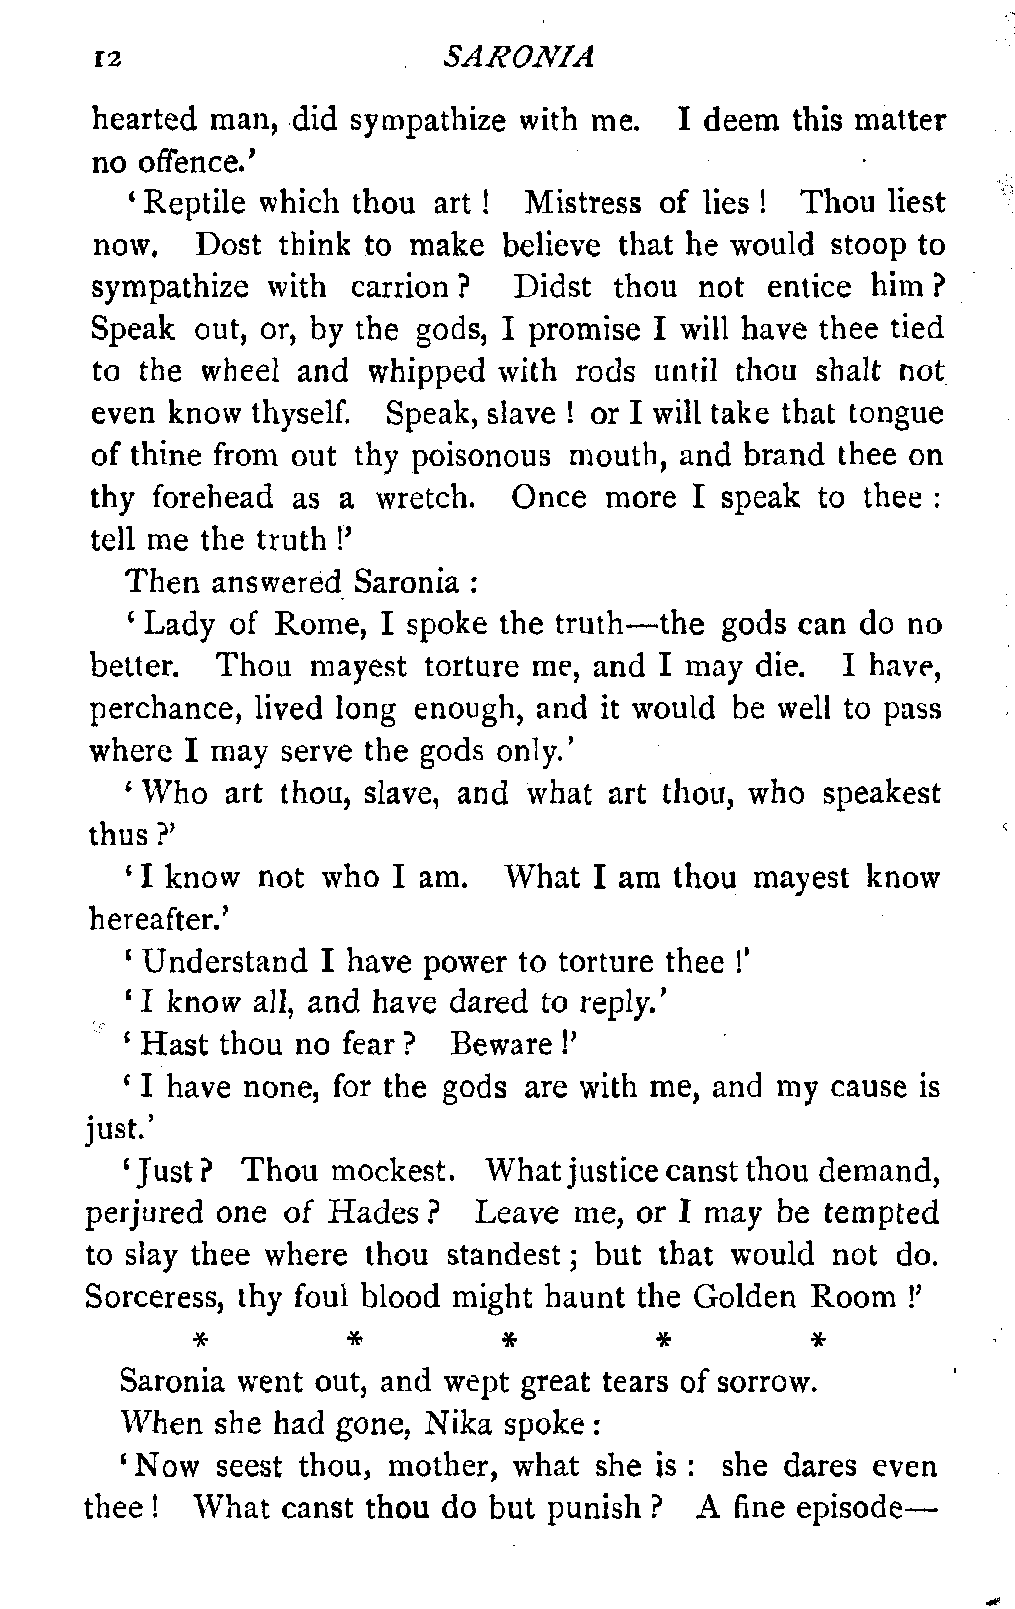 12 SARONIA
hearted man, did sympathize with me. I deem this matter
no offence.'
' Reptile which thou art ! Mistress of lies ! Thou liest
now. Dost think to make believe that he would stoop to
sympathize with carrion ? Didst thou not entice him ?
Speak out, or, by the gods, I promise I will have thee tied
to the wheel and whipped with rods until thou shalt not
even know thyself. Speak, slave ! or I will take that tongue
of thine from out thy poisonous mouth, and brand thee on
thy forehead as a wretch. Once more I speak to thee :
tell me the truth !'
Then answered Saronia :
' Lady of Rome, I spoke the truth—the gods can do no
better. Thou mayest torture me, and I may die. I have,
perchance, lived long enough, and it would be well to pass
where I may serve the gods only.'
' Who art thou, slave, and what art thou, who speakest
thus ?'
' I know not who I am. What I am thou mayest know
hereafter.'
' Understand I have power to torture thee !'
' I know all, and have dared to reply.'
' Hast thou no fear ? Beware !'
' I have none, for the gods are with me, and my cause is
just.'
' Just ? Thou mockest. What justice canst thou demand,
perjured one of Hades ? Leave me, or I may be tempted
to slay thee where thou standest ; but that would not do.
Sorceress, thy foul blood might haunt the Golden Room !'
* * * * *
Saronia went out, and wept great tears of sorrow.
When she had gone, Nika spoke :
' Now seest thou, mother, what she is : she dares even
thee ! What canst thou do but punish ? A fine episode—